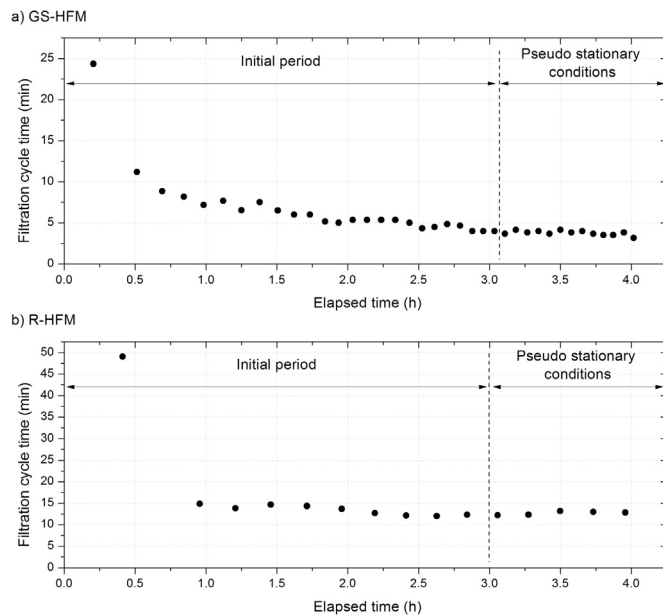 a) GS-HFM
25
20
15
10
5
0
Filtration cycle time (min)
Initial period
Pseudo stationary
conditions
0.0 0.5 1.0 1.5 2.0 2.5 3.0 3.5 4.0
Elapsed time (h)
b) R-HFM
50
45
40
35
30
25
20
15
10
5
0
Filtration cycle time (min)
Initial period
Pseudo stationary
conditions
0.0 0.5 1.0 1.5 2.0 2.5 3.0 3.5 4.0
Elapsed time (h)